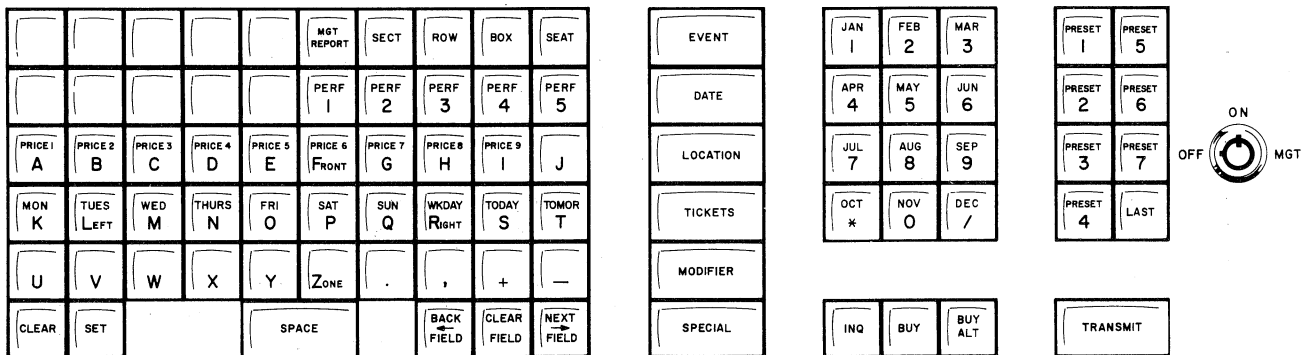 MGT REPORT SECT ROW BOX SEAT
PERF 1 PERF 2 PERF 3 PERF 4 PERF 5
PRICE 1 A PRICE 2 B PRICE 3 C PRICE 4 D PRICE 5 E PRICE 6 FRONT PRICE 7 G PRICE 8 H PRICE 9 I J
MON K TUES LEFT WED M THURS N FRI O SAT P SUN Q WKDAY RIGHT TODAY S TOMOR T
U V W X Y ZONE . , + —
CLEAR SET SPACE BACK ← FIELD CLEAR FIELD NEXT → FIELD
EVENT
DATE
LOCATION
TICKETS
MODIFIER
SPECIAL
JAN 1 FEB 2 MAR 3
APR 4 MAY 5 JUN 6
JUL 7 AUG 8 SEP 9
OCT * NOV 0 DEC /
INQ BUY BUY ALT
PRESET 1 PRESET 5
PRESET 2 PRESET 6
PRESET 3 PRESET 7
PRESET 4 LAST
TRANSMIT
ON
OFF MGT